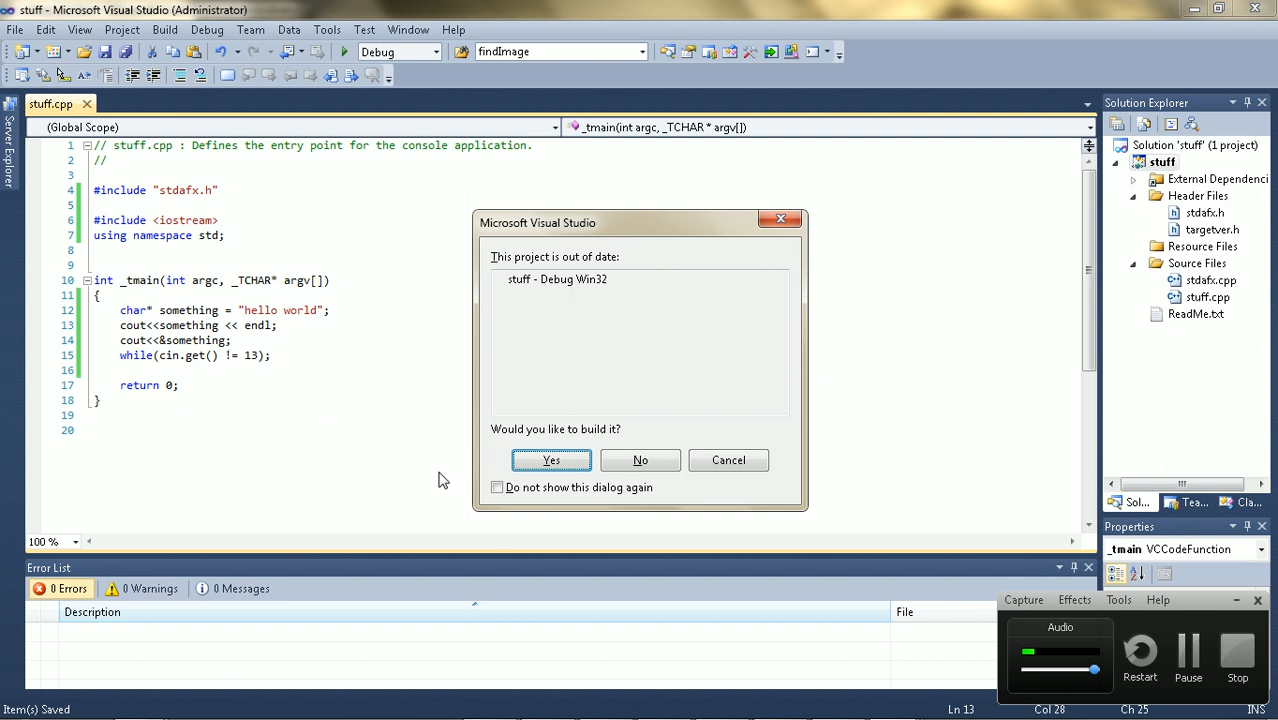 stuff - Microsoft Visual Studio (Administrator)
File Edit View Project Build Debug Team Data Tools Test Window Help
Debug findImage
stuff.cpp
Server Explorer
(Global Scope) _tmain(int argc, _TCHAR * argv[])
1 // stuff.cpp : Defines the entry point for the console application.
2 //
3
4 #include "stdafx.h"
5
6 #include <iostream>
7 using namespace std;
8
9
10 int _tmain(int argc, _TCHAR* argv[])
11 {
12 char* something = "hello world";
13 cout<<something << endl;
14 cout<<&something;
15 while(cin.get() != 13);
16
17 return 0;
18 }
19
20
100 %
Microsoft Visual Studio
This project is out of date:
stuff - Debug Win32
Would you like to build it?
Yes No Cancel
Do not show this dialog again
Solution Explorer
Solution 'stuff' (1 project)
stuff
External Dependenci
Header Files
stdafx.h
targetver.h
Resource Files
Source Files
stdafx.cpp
stuff.cpp
ReadMe.txt
Sol... Tea... Cla...
Properties
_tmain VCCodeFunction
Error List
0 Errors 0 Warnings 0 Messages
Description File
Capture Effects Tools Help
Audio
Restart Pause Stop
Item(s) Saved Ln 13 Col 28 Ch 25 INS